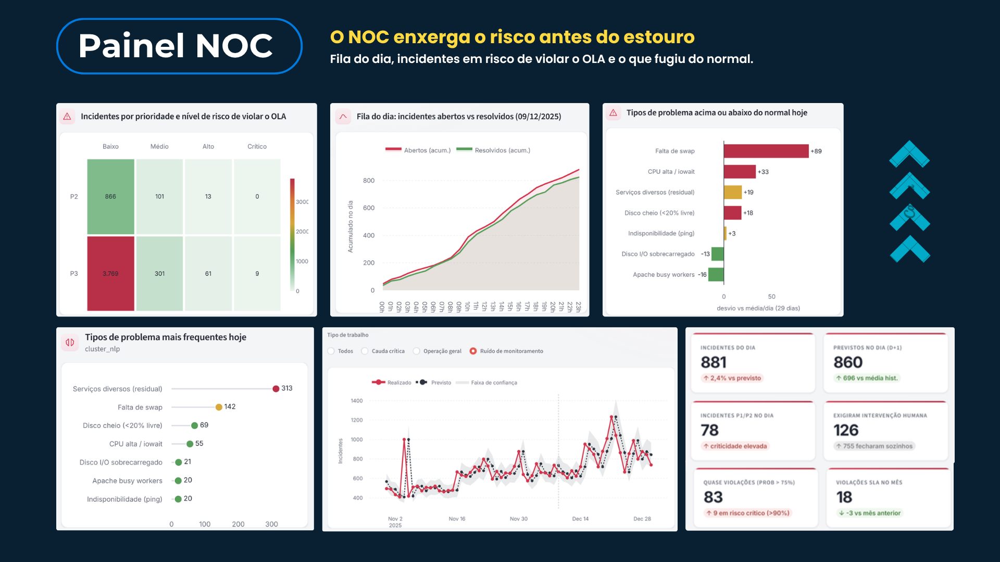 Painel NOC
O NOC enxerga o risco antes do estouro
Fila do dia, incidentes em risco de violar o OLA e o que fugiu do normal.
Incidentes por prioridade e nível de risco de violar o OLA
Baixo Médio Alto Crítico
P2 866 101 13 0
P3 3.769 301 61 9
1000
0
Fila do dia: incidentes abertos vs resolvidos (09/12/2025)
Abertos (acum.) Resolvidos (acum.)
Acumulado no dia
800
600
400
200
0
00h 01h 02h 03h 04h 05h 06h 07h 08h 09h 10h 11h 12h 13h 14h 15h 16h 17h 18h 19h 20h 21h 22h 23h
Tipos de problema acima ou abaixo do normal hoje
Falta de swap +89
CPU alta / iowait +33
Serviços diversos (residual) +19
Disco cheio (<20% livre) +18
Indisponibilidade (ping) +3
Disco I/O sobrecarregado -13
Apache busy workers -16
0 50
desvio vs média/dia (29 dias)
Tipos de problema mais frequentes hoje
cluster_nlp
Serviços diversos (residual) 313
Falta de swap 142
Disco cheio (<20% livre) 69
CPU alta / iowait 55
Disco I/O sobrecarregado 21
Apache busy workers 20
Indisponibilidade (ping) 20
0 100 200 300
Tipo de trabalho
Todos Cauda crítica Operação geral Ruído de monitoramento
Realizado Previsto Faixa de confiança
Incidentes
1400
1200
1000
800
600
400
Nov 2 Nov 16 Nov 30 Dec 14 Dec 28
2025
INCIDENTES DO DIA
881
↑ 2,4% vs previsto
PREVISTOS NO DIA (D+1)
860
↑ 696 vs média hist.
INCIDENTES P1/P2 NO DIA
78
↑ criticidade elevada
EXIGIRAM INTERVENÇÃO HUMANA
126
↑ 755 fecharam sozinhos
QUASE VIOLAÇÕES (PROB > 75%)
83
↑ 9 em risco crítico (>90%)
VIOLAÇÕES SLA NO MÊS
18
↓ -3 vs mês anterior